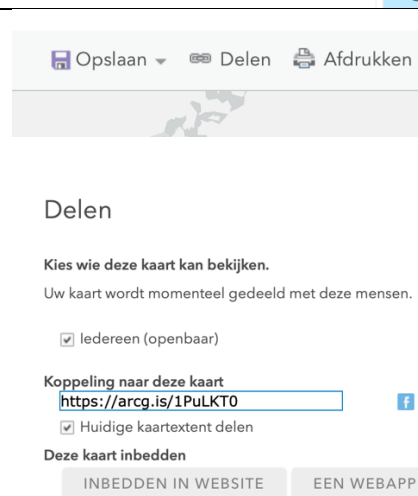 Opslaan Delen Afdrukken
Delen
Kies wie deze kaart kan bekijken.
Uw kaart wordt momenteel gedeeld met deze mensen.
Iedereen (openbaar)
Koppeling naar deze kaart
https://arcg.is/1PuLKT0
Huidige kaartextent delen
Deze kaart inbedden
INBEDDEN IN WEBSITE EEN WEBAPP